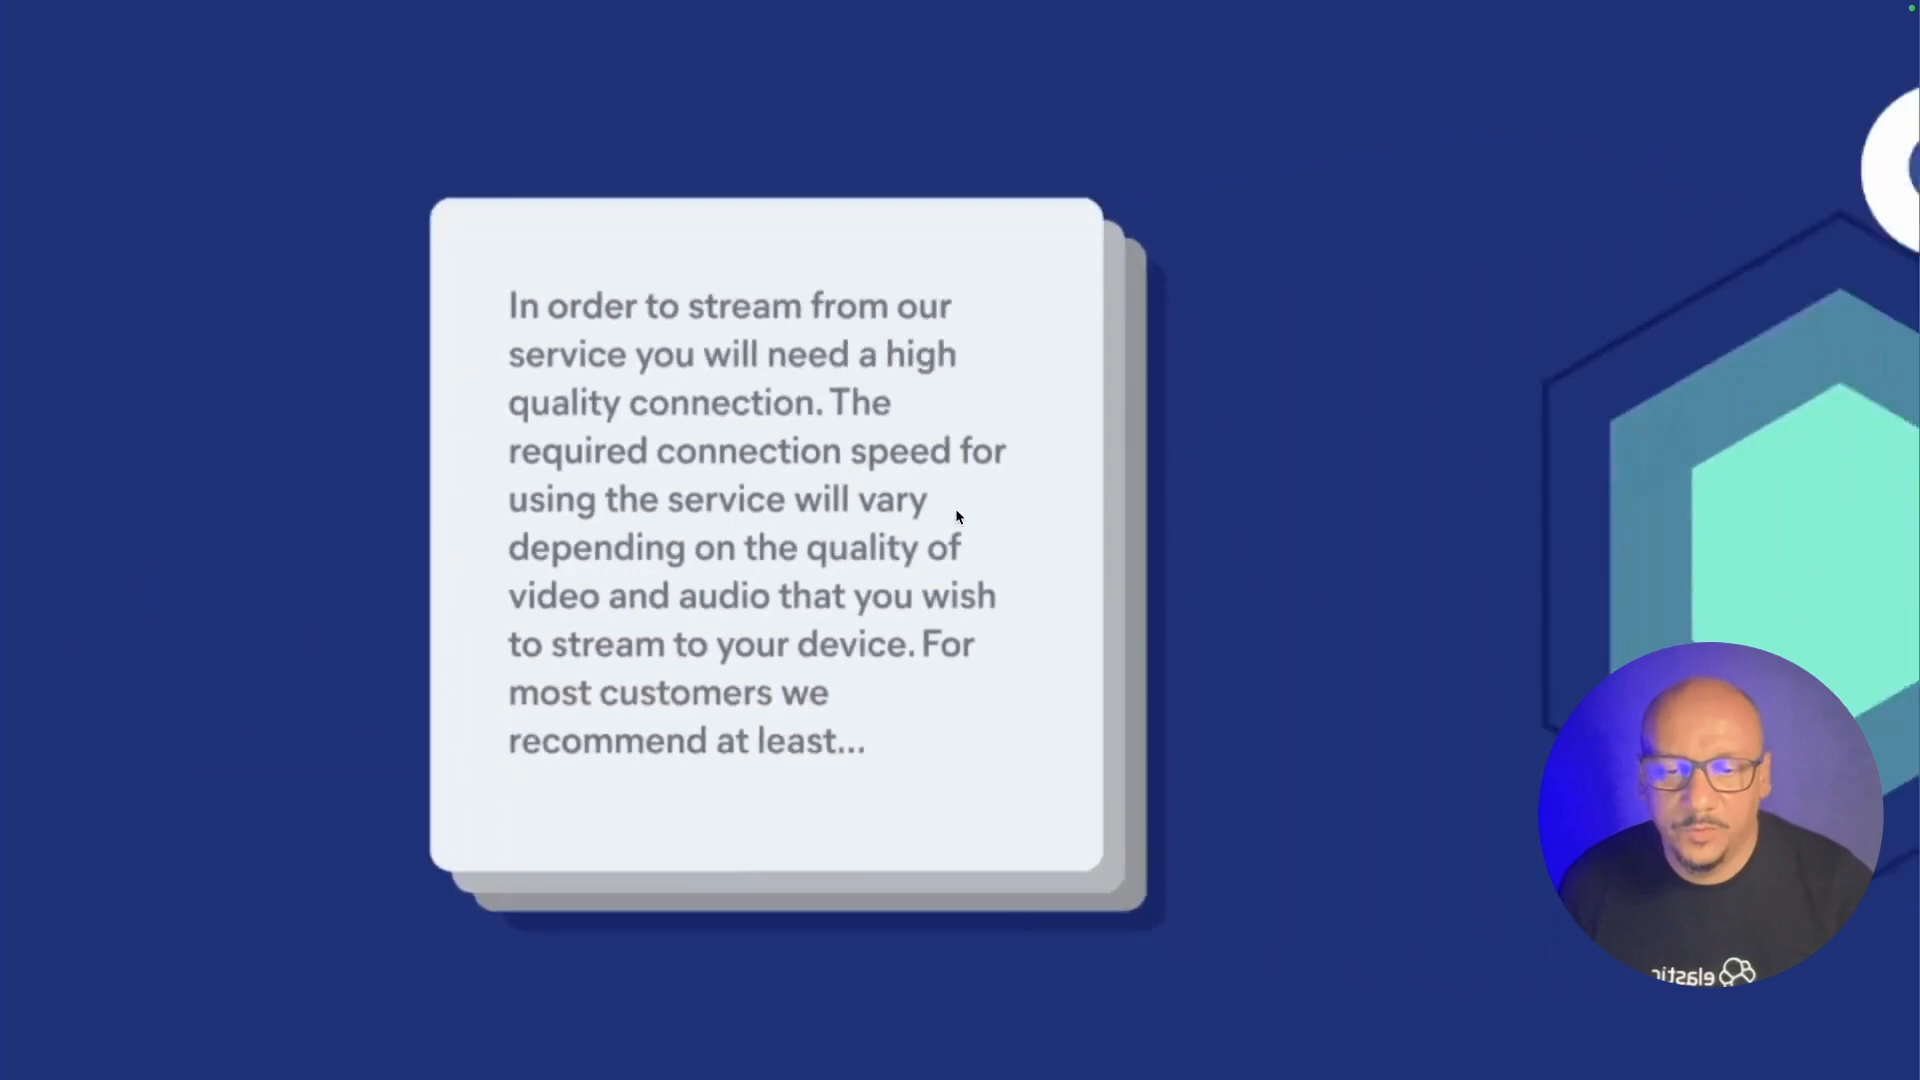 In order to stream from our
service you will need a high
quality connection. The
required connection speed for
using the service will vary
depending on the quality of
video and audio that you wish
to stream to your device. For
most customers we
recommend at least...
elastic